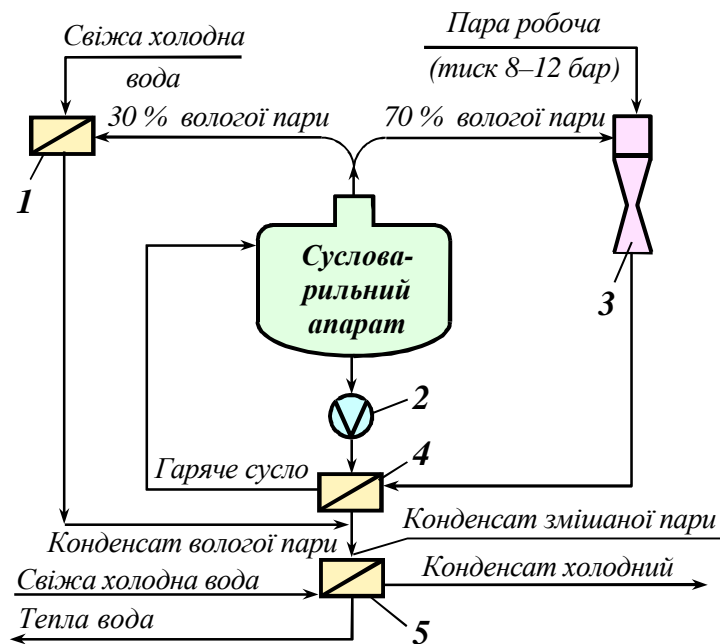 Свіжа холодна
вода
Пара робоча
(тиск 8–12 бар)
30 % вологої пари
70 % вологої пари
1
Сусловa-
рильний
апарат
3
2
Гаряче сусло
4
Конденсат вологої пари
Конденсат змішаної пари
Свіжа холодна вода
Конденсат холодний
Тепла вода
5